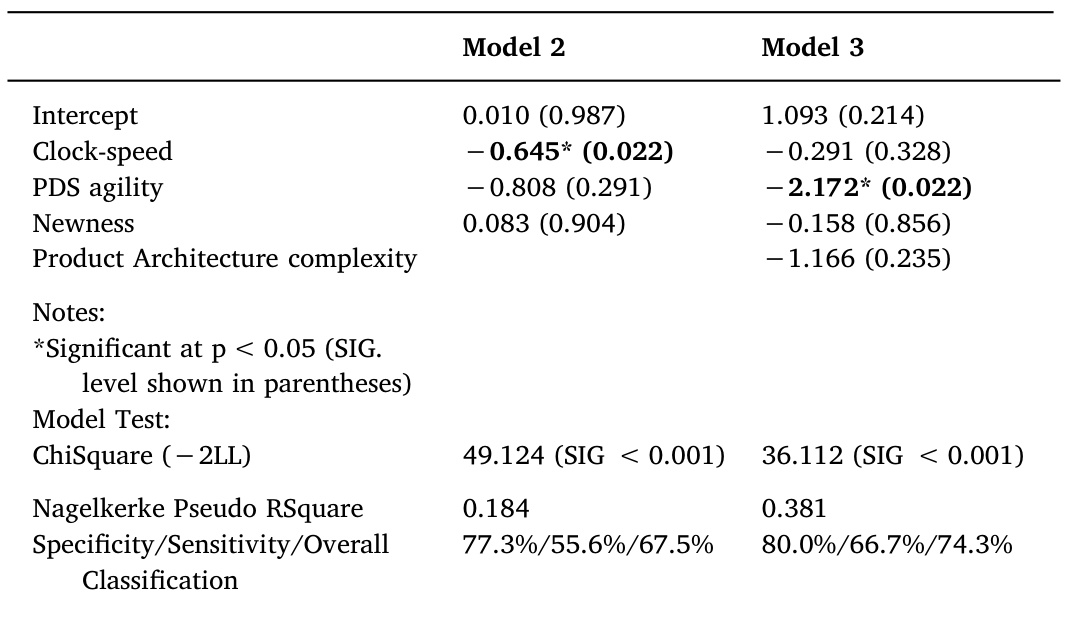 Model 2 Model 3
Intercept 0.010 (0.987) 1.093 (0.214)
Clock-speed −0.645* (0.022) −0.291 (0.328)
PDS agility −0.808 (0.291) −2.172* (0.022)
Newness 0.083 (0.904) −0.158 (0.856)
Product Architecture complexity −1.166 (0.235)
Notes:
*Significant at p < 0.05 (SIG.
level shown in parentheses)
Model Test:
ChiSquare (−2LL) 49.124 (SIG < 0.001) 36.112 (SIG < 0.001)
Nagelkerke Pseudo RSquare 0.184 0.381
Specificity/Sensitivity/Overall 77.3%/55.6%/67.5% 80.0%/66.7%/74.3%
Classification